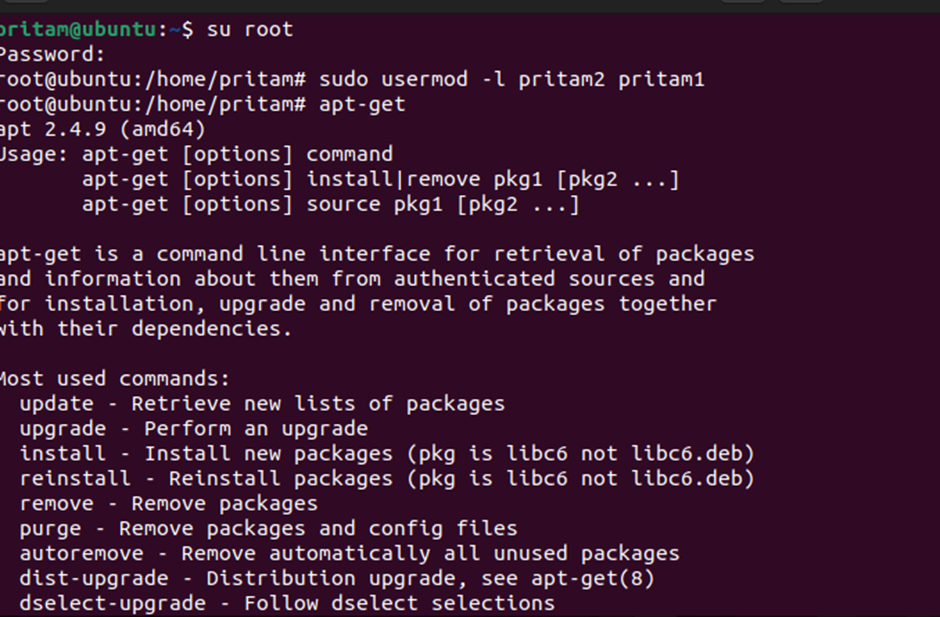 pritam@ubuntu:~$ su root
Password:
root@ubuntu:/home/pritam# sudo usermod -l pritam2 pritam1
root@ubuntu:/home/pritam# apt-get
apt 2.4.9 (amd64)
Usage: apt-get [options] command
       apt-get [options] install|remove pkg1 [pkg2 ...]
       apt-get [options] source pkg1 [pkg2 ...]

apt-get is a command line interface for retrieval of packages
and information about them from authenticated sources and
for installation, upgrade and removal of packages together
with their dependencies.

Most used commands:
  update - Retrieve new lists of packages
  upgrade - Perform an upgrade
  install - Install new packages (pkg is libc6 not libc6.deb)
  reinstall - Reinstall packages (pkg is libc6 not libc6.deb)
  remove - Remove packages
  purge - Remove packages and config files
  autoremove - Remove automatically all unused packages
  dist-upgrade - Distribution upgrade, see apt-get(8)
  dselect-upgrade - Follow dselect selections